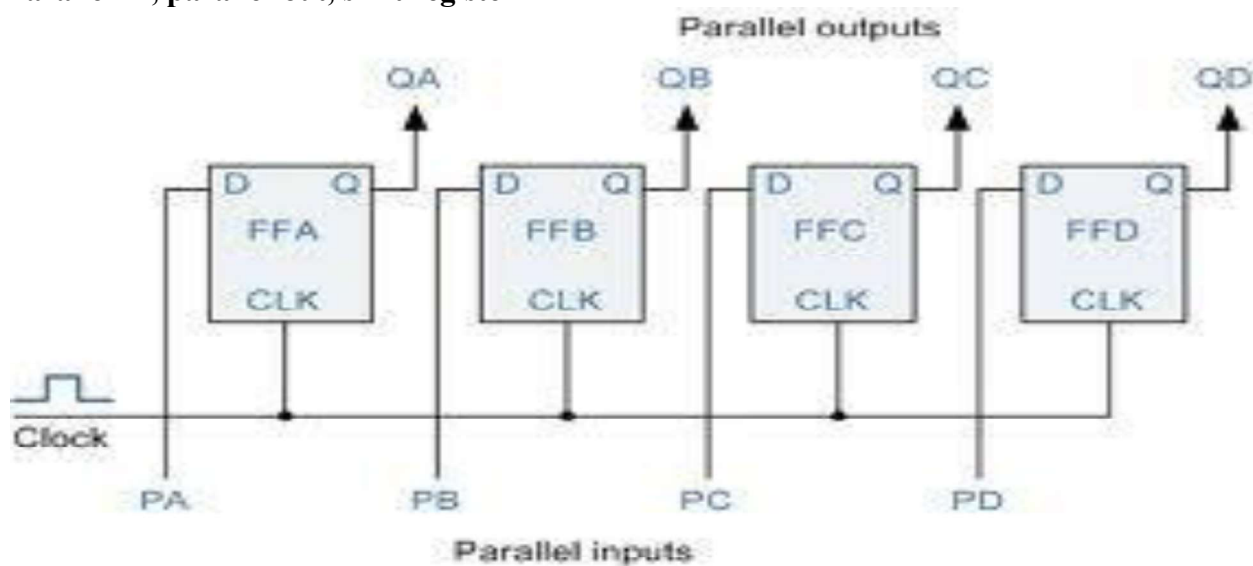 Parallel outputs
QA QB QC QD
D Q D Q D Q D Q
FFA FFB FFC FFD
CLK CLK CLK CLK
Clock
PA PB PC PD
Parallel inputs